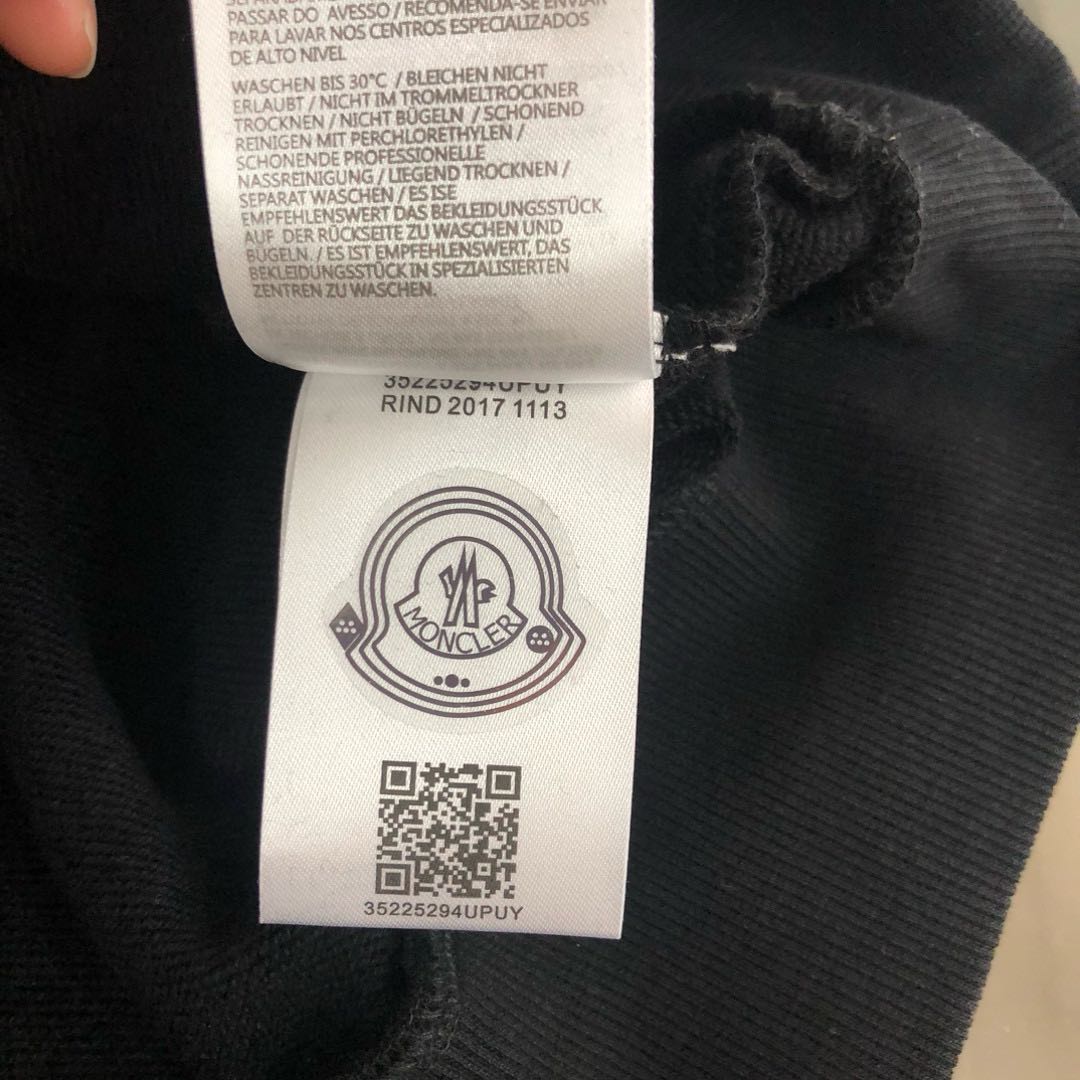 PASSAR DO AVESSO / RECOMENDA-SE ENVIAR
PARA LAVAR NOS CENTROS ESPECIALIZADOS
DE ALTO NIVEL
WASCHEN BIS 30°C / BLEICHEN NICHT
ERLAUBT / NICHT IM TROMMELTROCKNER
TROCKNEN / NICHT BÜGELN / SCHONEND
REINIGEN MIT PERCHLORETHYLEN /
SCHONENDE PROFESSIONELLE
NASSREINIGUNG / LIEGEND TROCKNEN /
SEPARAT WASCHEN / ES ISE
EMPFEHLENSWERT DAS BEKLEIDUNGSSTÜCK
AUF DER RÜCKSEITE ZU WASCHEN UND
BÜGELN. / ES IST EMPFEHLENSWERT, DAS
BEKLEIDUNGSSTÜCK IN SPEZIALISIERTEN
ZENTREN ZU WASCHEN.
35225294UPUY
RIND 2017 1113
MONCLER
35225294UPUY